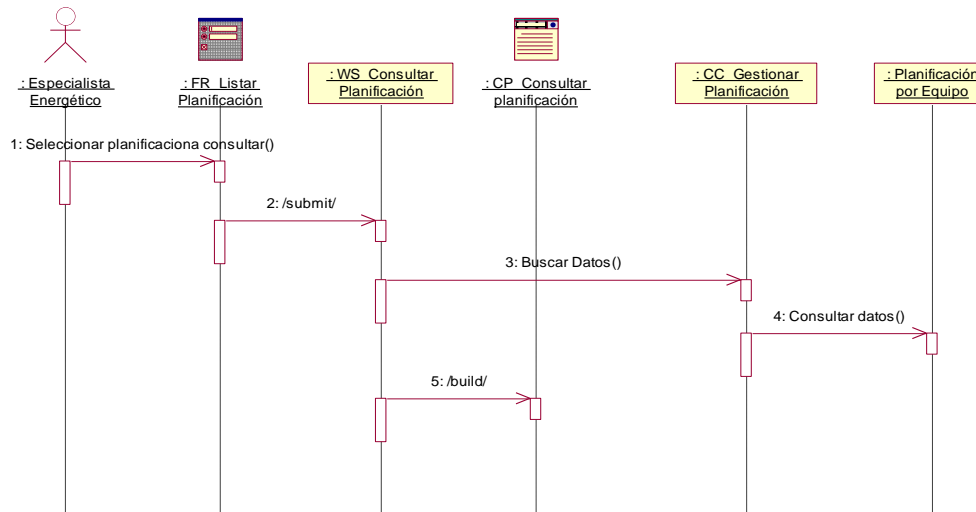 : Especialista
Energético
: FR_Listar
Planificación
: WS_Consultar
Planificación
: CP_Consultar
planificación
: CC_Gestionar
Planificación
: Planificación
por Equipo
1: Seleccionar planificaciona consultar()
2: /submit/
3: Buscar Datos()
4: Consultar datos()
5: /build/